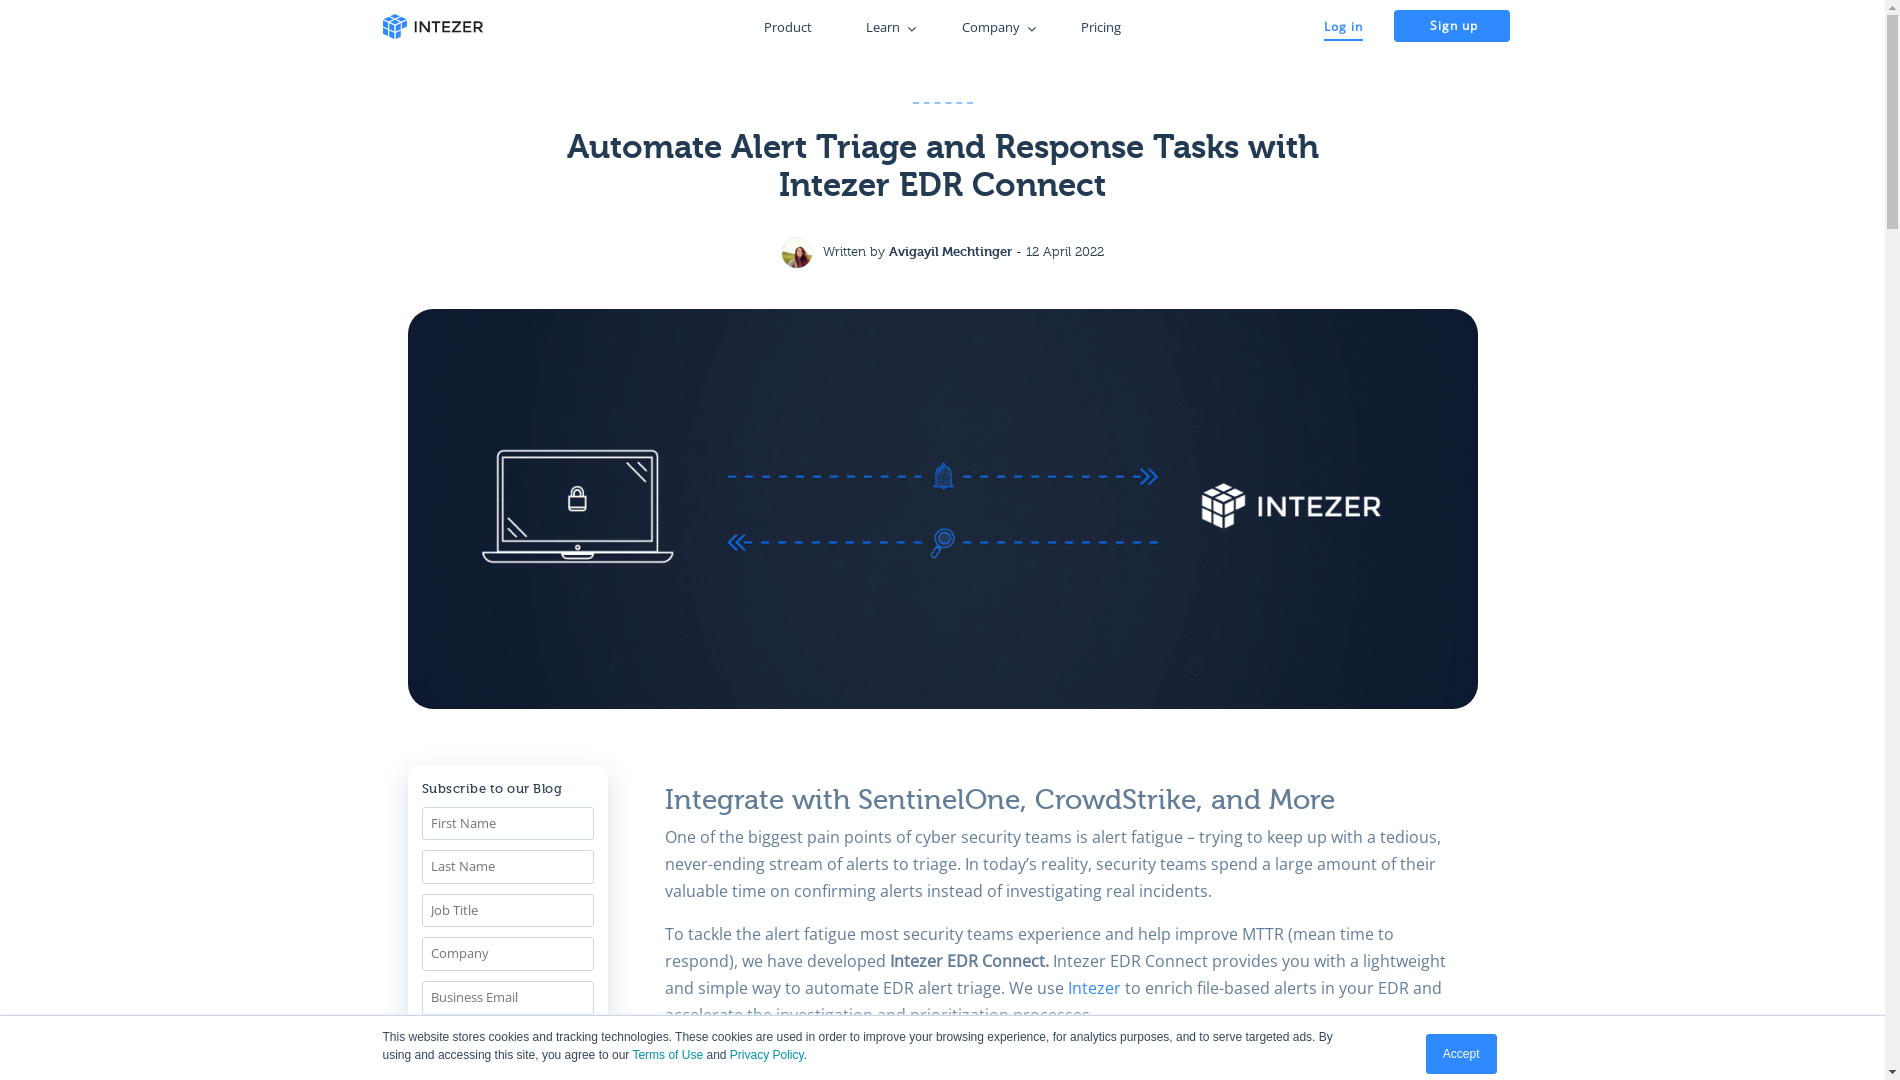 INTEZER
Product
Learn
Company
Pricing
Log in
Sign up
Automate Alert Triage and Response Tasks with
Intezer EDR Connect
Written by Avigayil Mechtinger - 12 April 2022
INTEZER
Subscribe to our Blog
First Name
Last Name
Job Title
Company
Business Email
Integrate with SentinelOne, CrowdStrike, and More
One of the biggest pain points of cyber security teams is alert fatigue – trying to keep up with a tedious,
never-ending stream of alerts to triage. In today’s reality, security teams spend a large amount of their
valuable time on confirming alerts instead of investigating real incidents.
To tackle the alert fatigue most security teams experience and help improve MTTR (mean time to
respond), we have developed Intezer EDR Connect. Intezer EDR Connect provides you with a lightweight
and simple way to automate EDR alert triage. We use Intezer to enrich file-based alerts in your EDR and
accelerate the investigation and prioritization processes.
This website stores cookies and tracking technologies. These cookies are used in order to improve your browsing experience, for analytics purposes, and to serve targeted ads. By
using and accessing this site, you agree to our Terms of Use and Privacy Policy.
Accept